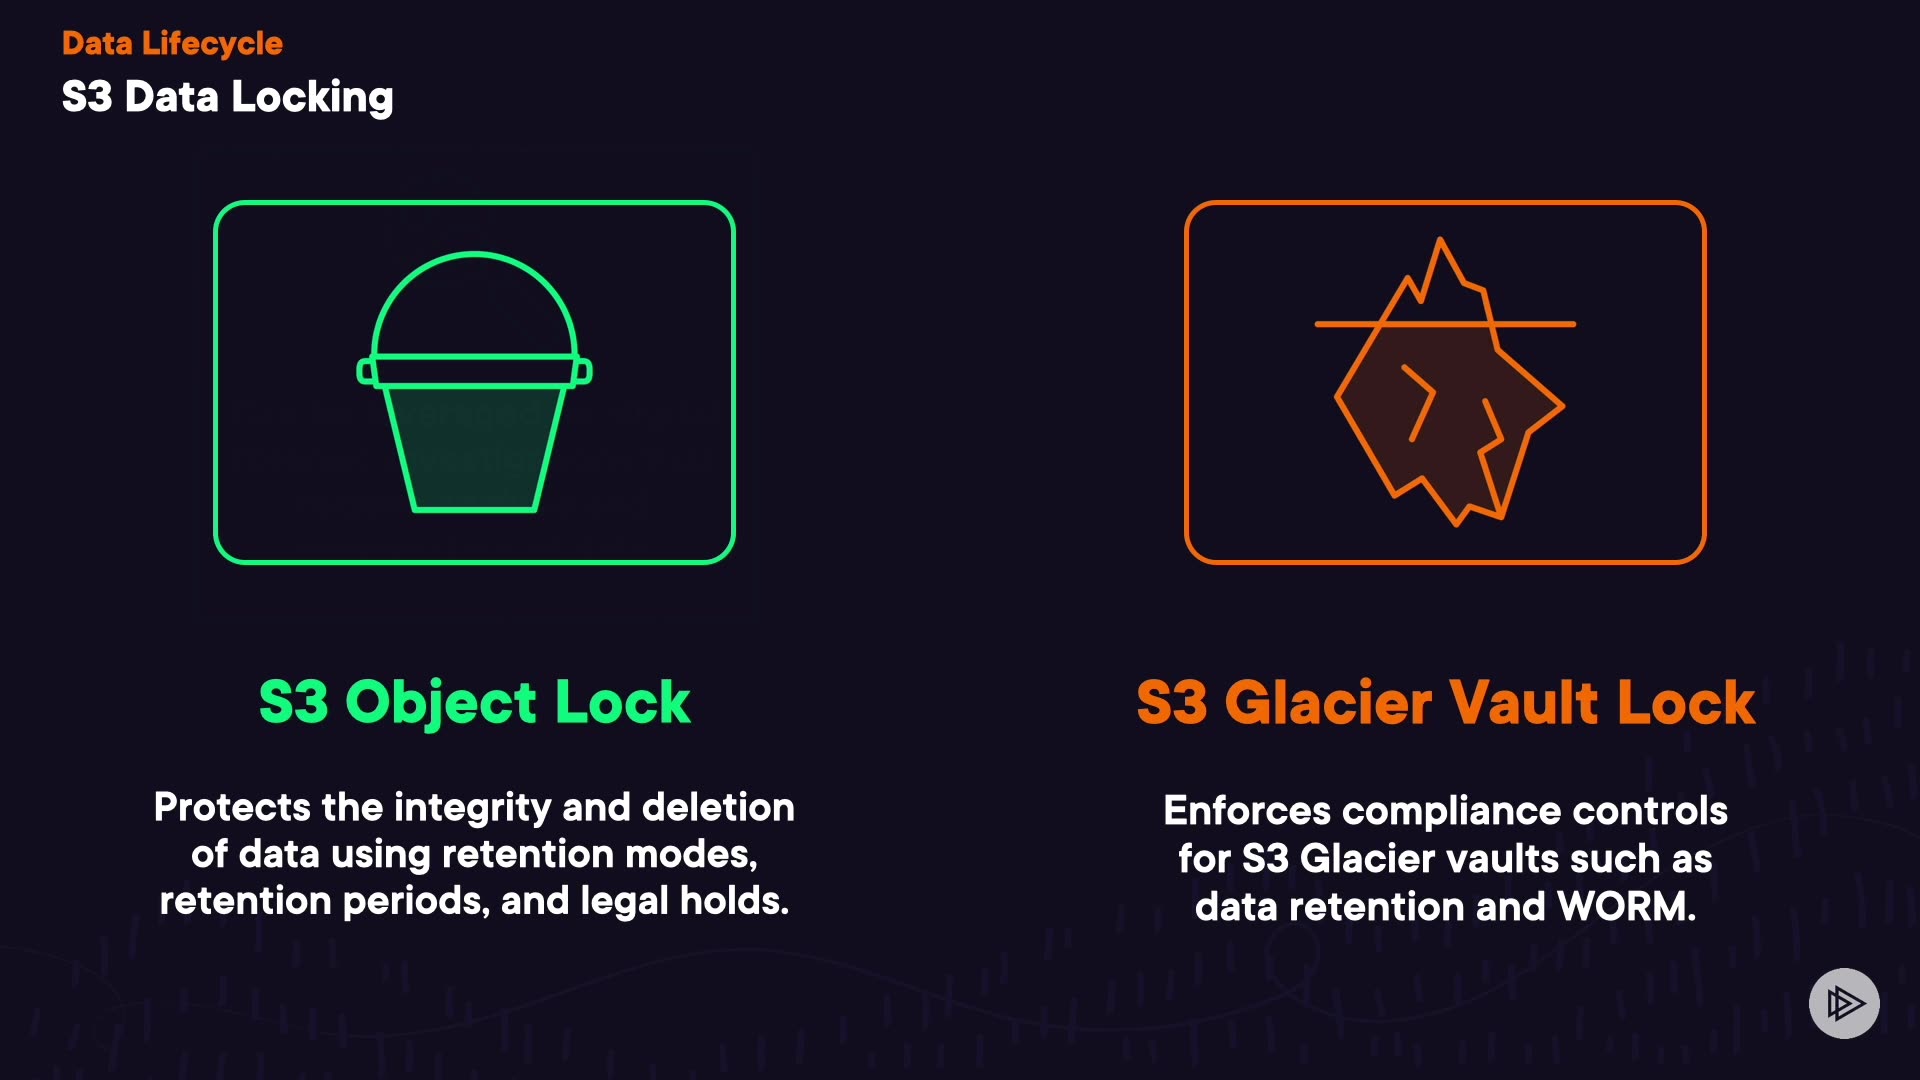 Data Lifecycle
S3 Data Locking
S3 Object Lock
Protects the integrity and deletion
of data using retention modes,
retention periods, and legal holds.
S3 Glacier Vault Lock
Enforces compliance controls
for S3 Glacier vaults such as
data retention and WORM.